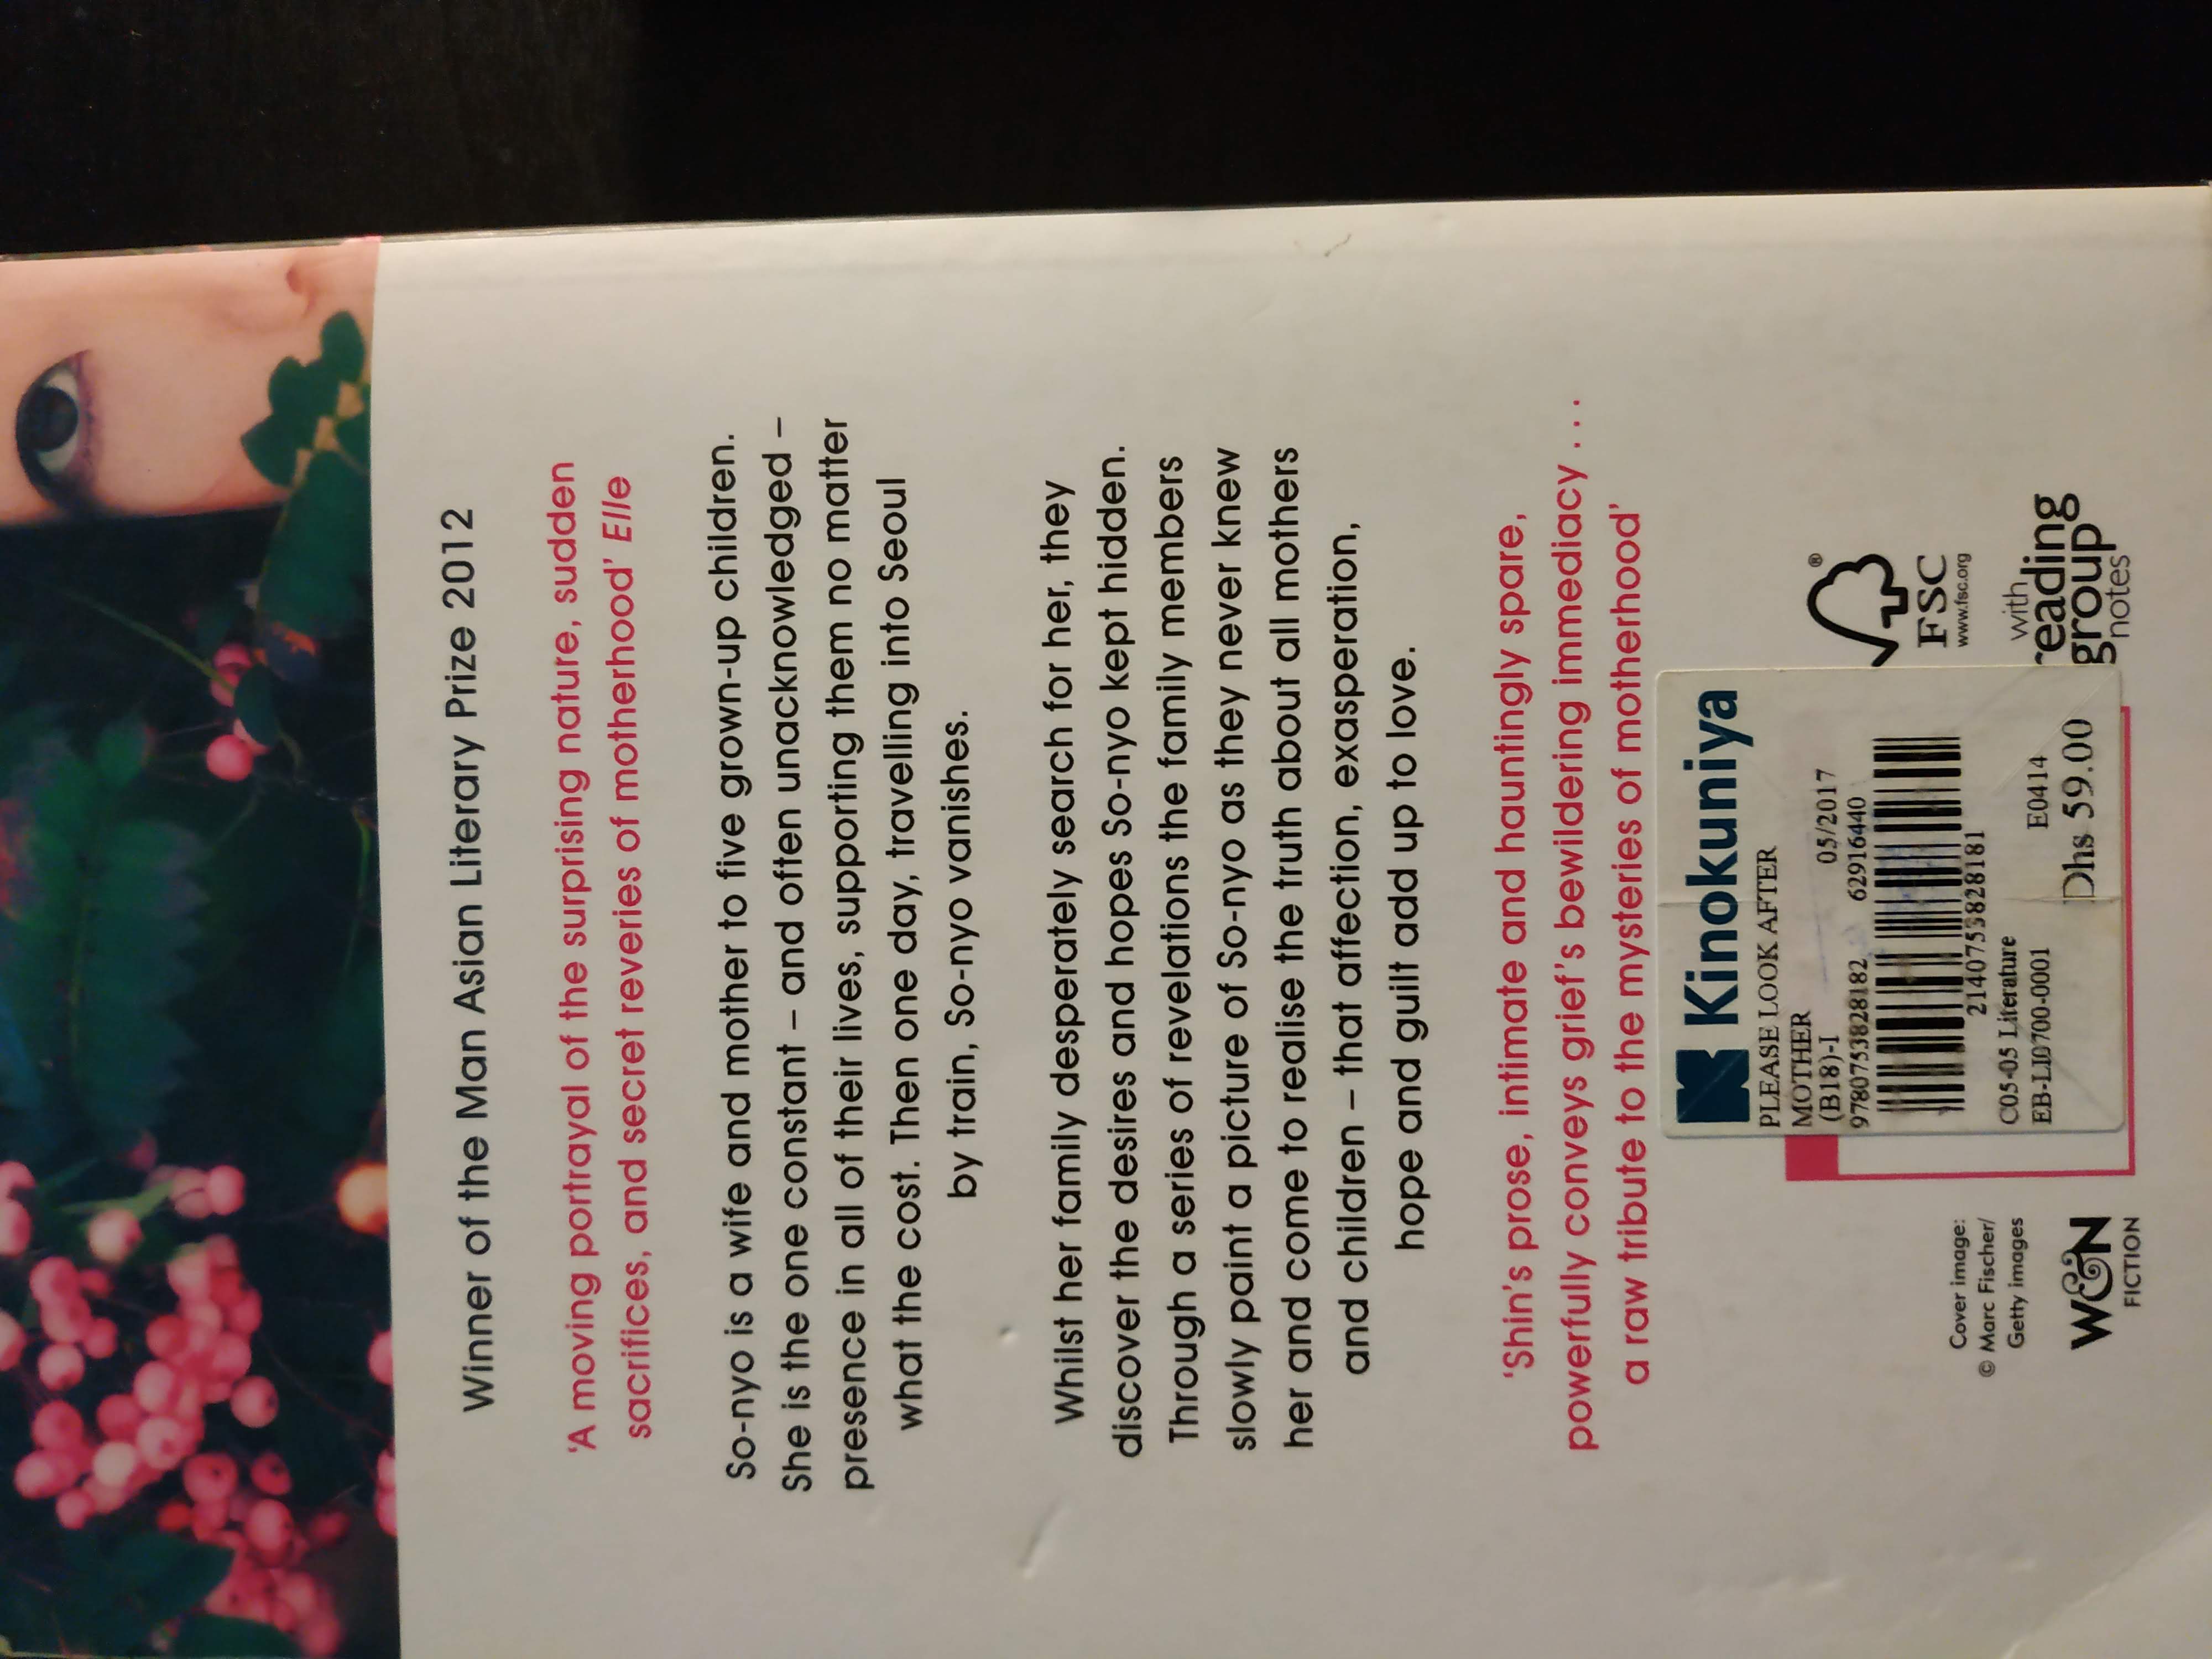 Winner of the Man Asian Literary Prize 2012
‘A moving portrayal of the surprising nature, sudden
sacrifices, and secret reveries of motherhood’ Elle
So-nyo is a wife and mother to five grown-up children.
She is the one constant – and often unacknowledged –
presence in all of their lives, supporting them no matter
what the cost. Then one day, travelling into Seoul
by train, So-nyo vanishes.
Whilst her family desperately search for her, they
discover the desires and hopes So-nyo kept hidden.
Through a series of revelations the family members
slowly paint a picture of So-nyo as they never knew
her and come to realise the truth about all mothers
and children – that affection, exasperation,
hope and guilt add up to love.
‘Shin’s prose, intimate and hauntingly spare,
powerfully conveys grief’s bewildering immediacy . . .
a raw tribute to the mysteries of motherhood’
Kinokuniya
PLEASE LOOK AFTER
MOTHER
(B18)-I 05/2017
9780753828182 62916440
2140753828181
C05-05 Literature
EB-LI0700-0001 E0414
Dhs 59.00
Cover image:
© Marc Fischer/
Getty images
W&N
FICTION
®
FSC
www.fsc.org
with
reading
group
notes